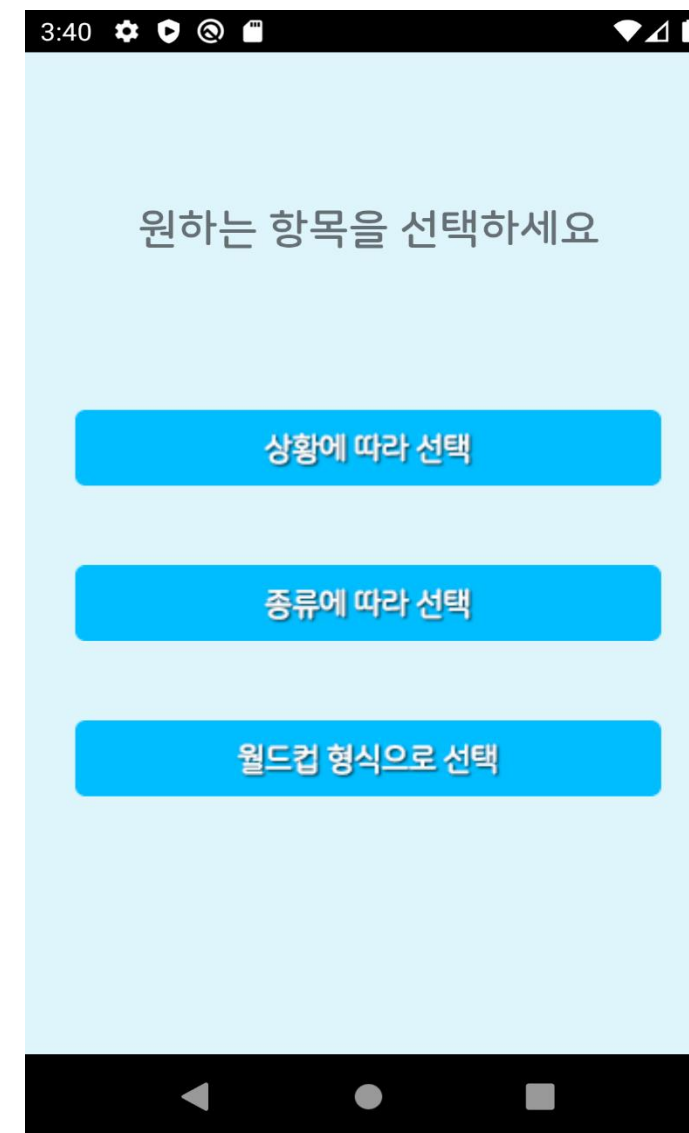 3:40
원하는 항목을 선택하세요
상황에 따라 선택
종류에 따라 선택
월드컵 형식으로 선택